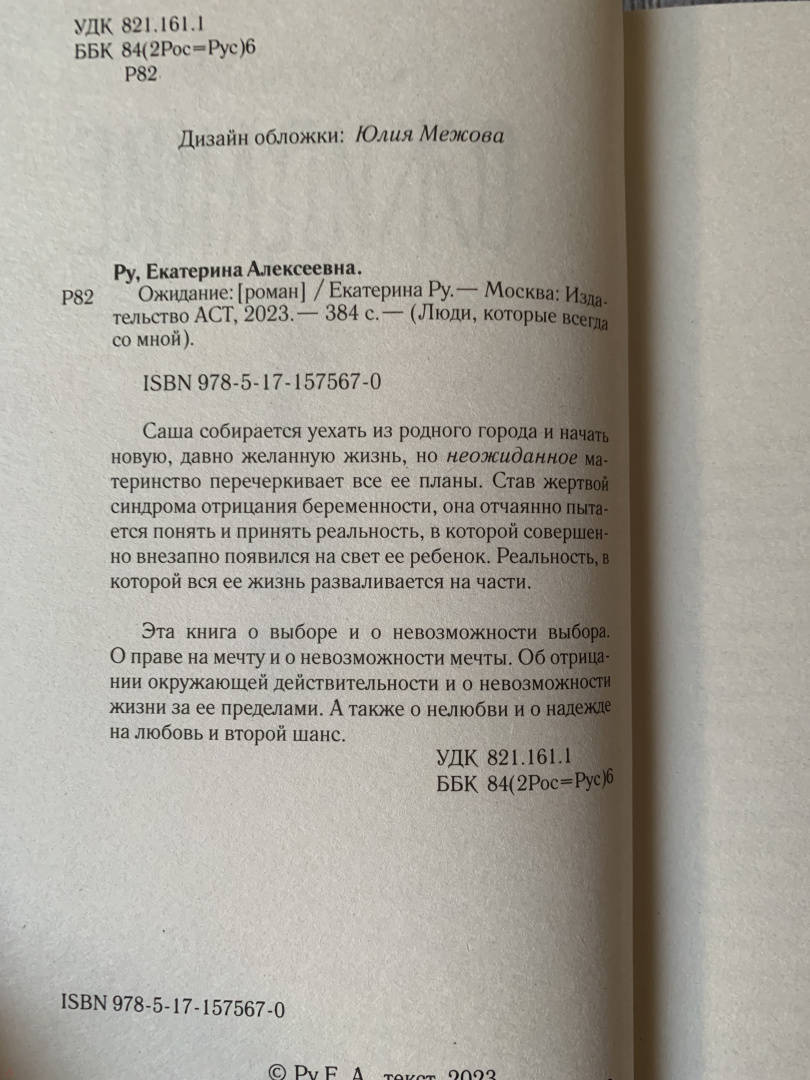 УДК 821.161.1
ББК 84(2Рос=Рус)6
Р82
Дизайн обложки: Юлия Межова
Ру, Екатерина Алексеевна.
Р82 Ожидание: [роман] / Екатерина Ру.— Москва: Изда-
тельство АСТ, 2023.— 384 с.— (Люди, которые всегда
со мной).
ISBN 978-5-17-157567-0
Саша собирается уехать из родного города и начать
новую, давно желанную жизнь, но неожиданное ма-
теринство перечеркивает все ее планы. Став жертвой
синдрома отрицания беременности, она отчаянно пыта-
ется понять и принять реальность, в которой совершен-
но внезапно появился на свет ее ребенок. Реальность, в
которой вся ее жизнь разваливается на части.
Эта книга о выборе и о невозможности выбора.
О праве на мечту и о невозможности мечты. Об отрица-
нии окружающей действительности и о невозможности
жизни за ее пределами. А также о нелюбви и о надежде
на любовь и второй шанс.
УДК 821.161.1
ББК 84(2Рос=Рус)6
ISBN 978-5-17-157567-0
© Ру Е. А., текст, 2023